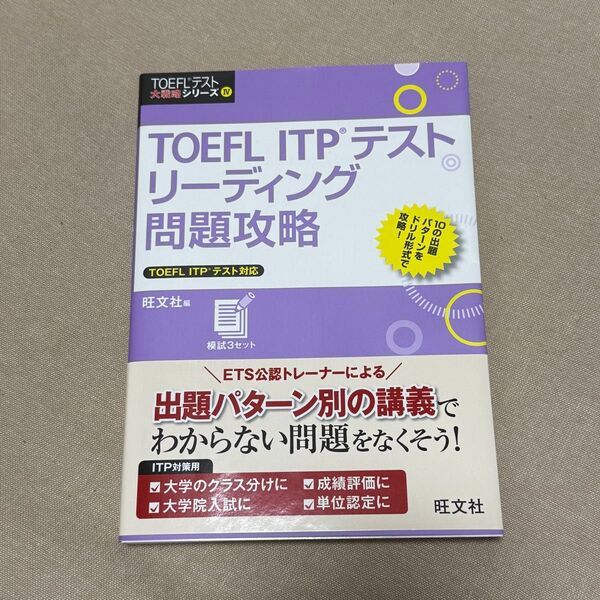 TOEFL®テスト
大戦略シリーズ Ⅳ
TOEFL ITP®テスト
リーディング
問題攻略
10の出題
パターンを
ドリル形式で
攻略！
TOEFL ITP®テスト対応
旺文社 編
模試3セット
ETS公認トレーナーによる
出題パターン別の講義で
わからない問題をなくそう！
ITP対策用
大学のクラス分けに 成績評価に
大学院入試に 単位認定に
旺文社